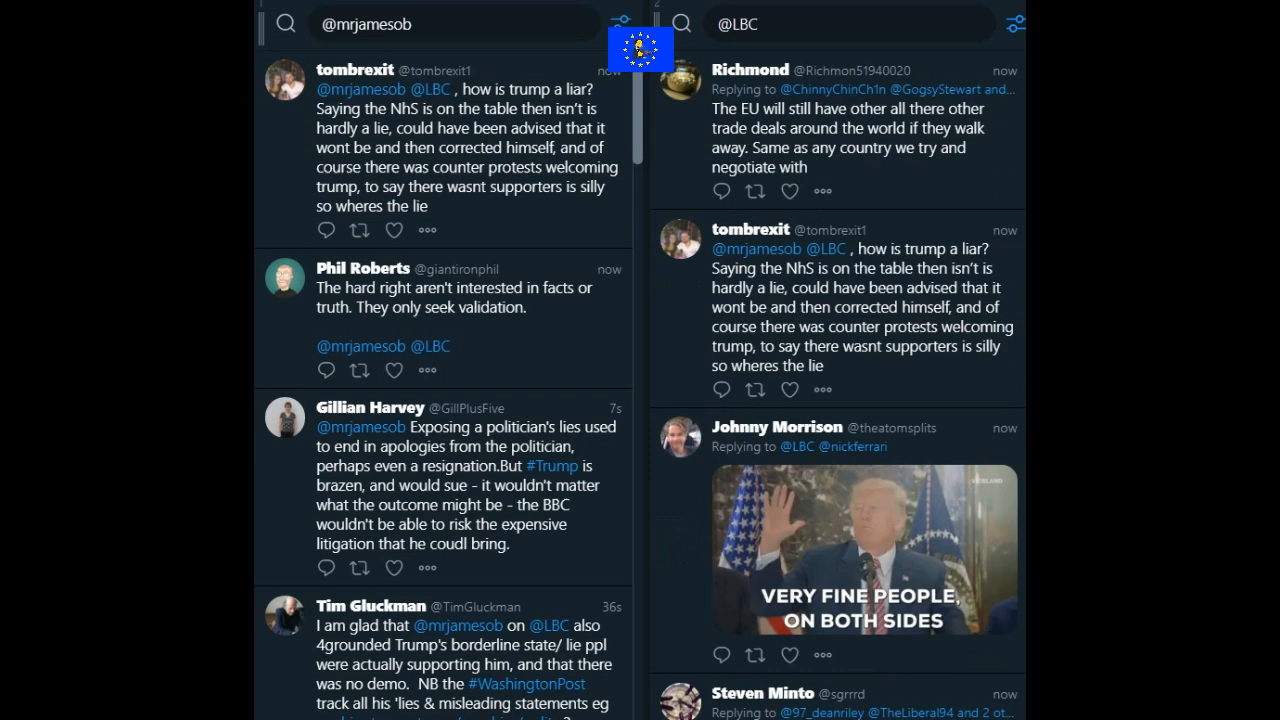 1
@mrjamesob
tombrexit @tombrexit1 now
@mrjamesob @LBC , how is trump a liar?
Saying the NhS is on the table then isn’t is
hardly a lie, could have been advised that it
wont be and then corrected himself, and of
course there was counter protests welcoming
trump, to say there wasnt supporters is silly
so wheres the lie
Phil Roberts @giantironphil now
The hard right aren't interested in facts or
truth. They only seek validation.
@mrjamesob @LBC
Gillian Harvey @GillPlusFive 7s
@mrjamesob Exposing a politician's lies used
to end in apologies from the politician,
perhaps even a resignation.But #Trump is
brazen, and would sue - it wouldn't matter
what the outcome might be - the BBC
wouldn't be able to risk the expensive
litigation that he coudl bring.
Tim Gluckman @TimGluckman 36s
I am glad that @mrjamesob on @LBC also
4grounded Trump's borderline state/ lie ppl
were actually supporting him, and that there
was no demo. NB the #WashingtonPost
track all his 'lies & misleading statements eg
2
@LBC
Richmond @Richmon51940020 now
Replying to @ChinnyChinCh1n @GogsyStewart and...
The EU will still have other all there other
trade deals around the world if they walk
away. Same as any country we try and
negotiate with
tombrexit @tombrexit1 now
@mrjamesob @LBC , how is trump a liar?
Saying the NhS is on the table then isn’t is
hardly a lie, could have been advised that it
wont be and then corrected himself, and of
course there was counter protests welcoming
trump, to say there wasnt supporters is silly
so wheres the lie
Johnny Morrison @theatomsplits now
Replying to @LBC @nickferrari
VERY FINE PEOPLE,
ON BOTH SIDES
Steven Minto @sgrrrd now
Replying to @97_deanriley @TheLiberal94 and 2 ot...